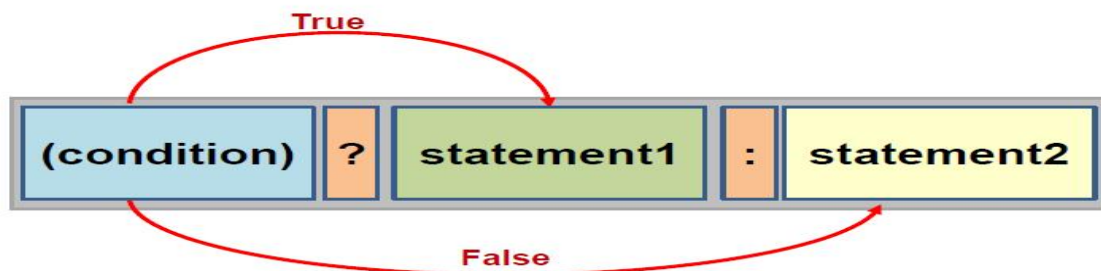 True
(condition) ? statement1 : statement2
False